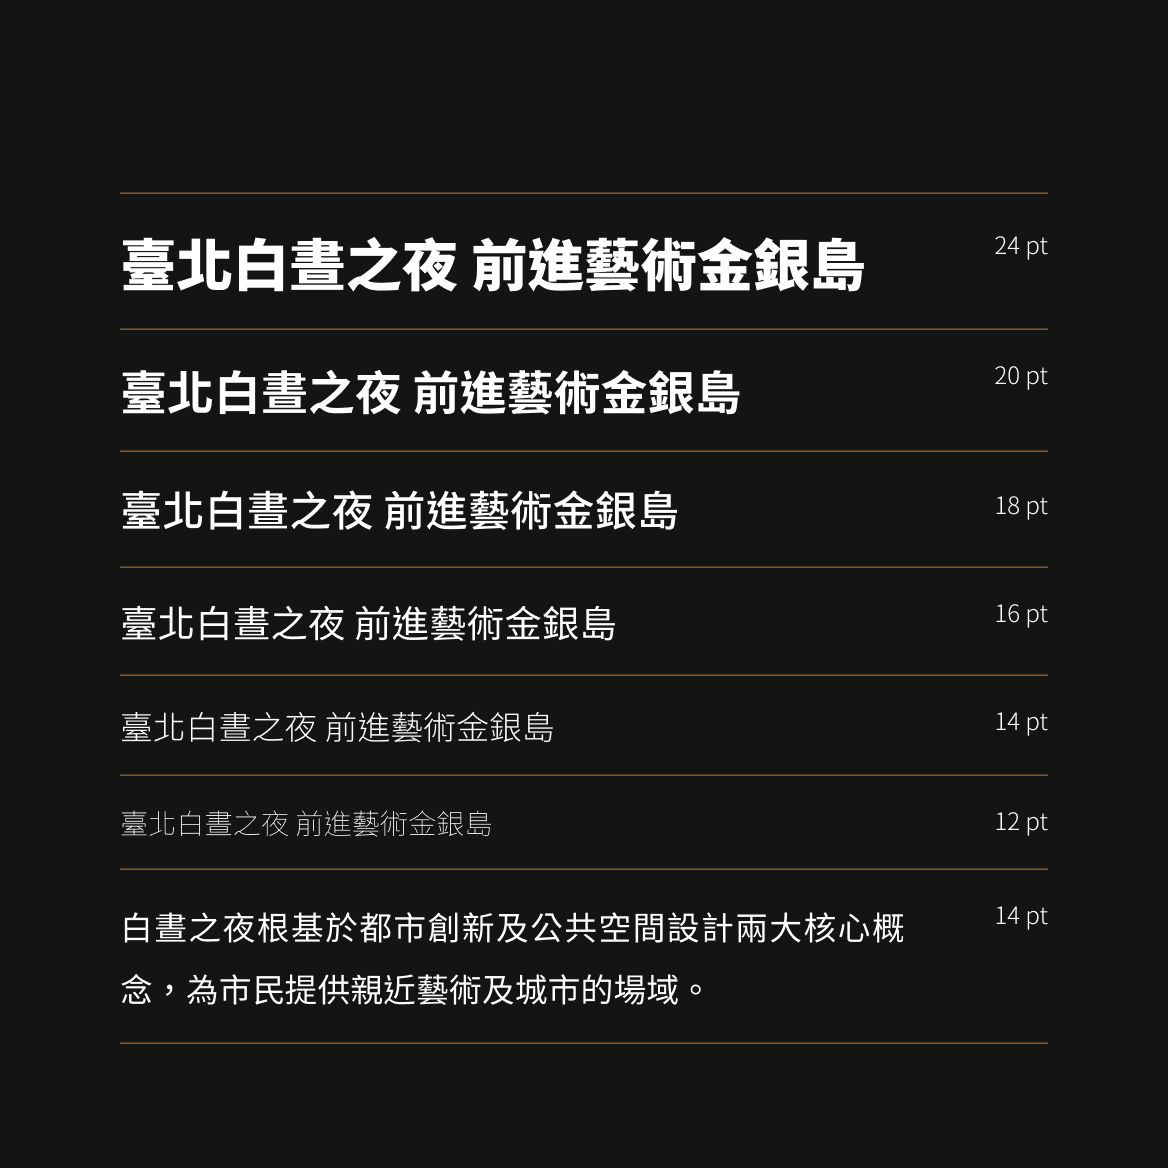 臺北白晝之夜 前進藝術金銀島
24 pt
臺北白晝之夜 前進藝術金銀島
20 pt
臺北白晝之夜 前進藝術金銀島
18 pt
臺北白晝之夜 前進藝術金銀島
16 pt
臺北白晝之夜 前進藝術金銀島
14 pt
臺北白晝之夜 前進藝術金銀島
12 pt
白晝之夜根基於都市創新及公共空間設計兩大核心概
14 pt
念，為市民提供親近藝術及城市的場域。